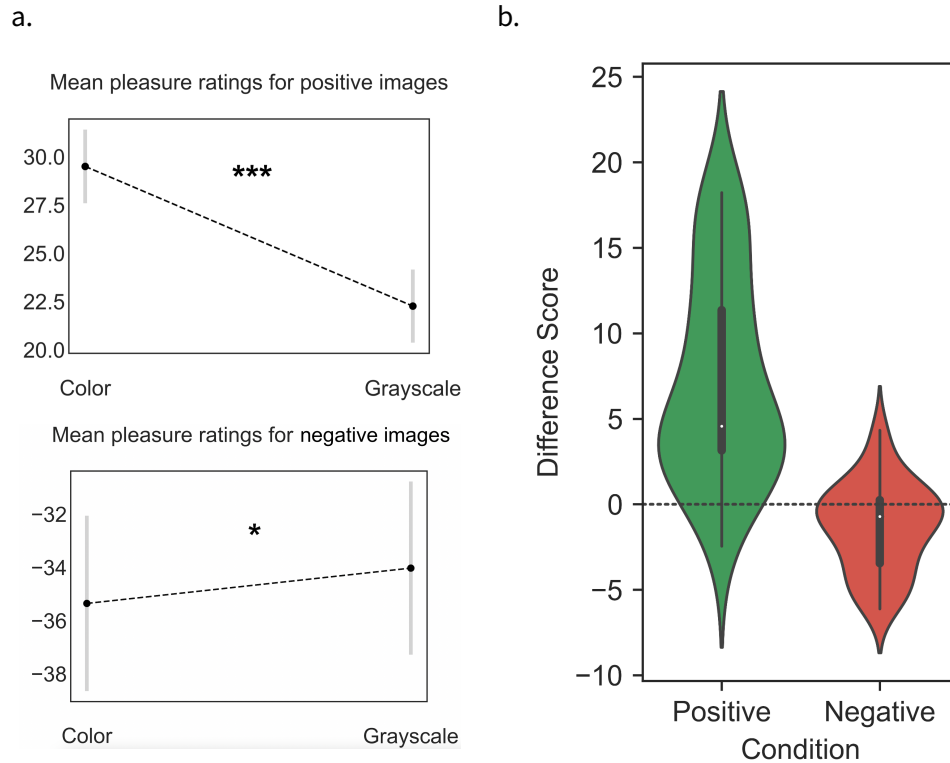 a.
Mean pleasure ratings for positive images
30.0
27.5
25.0
22.5
20.0
***
Color
Grayscale
Mean pleasure ratings for negative images
−32
−34
−36
−38
*
Color
Grayscale
b.
25
20
15
10
5
0
−5
−10
Difference Score
Positive
Negative
Condition